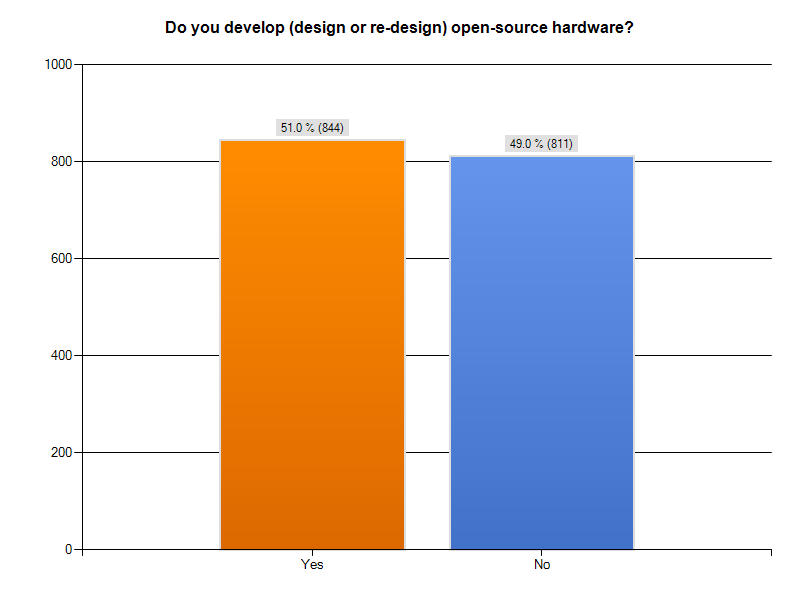 Do you develop (design or re-design) open-source hardware?
1000
51.0 % (844)
49.0 % (811)
800
600
400
200
0
Yes No